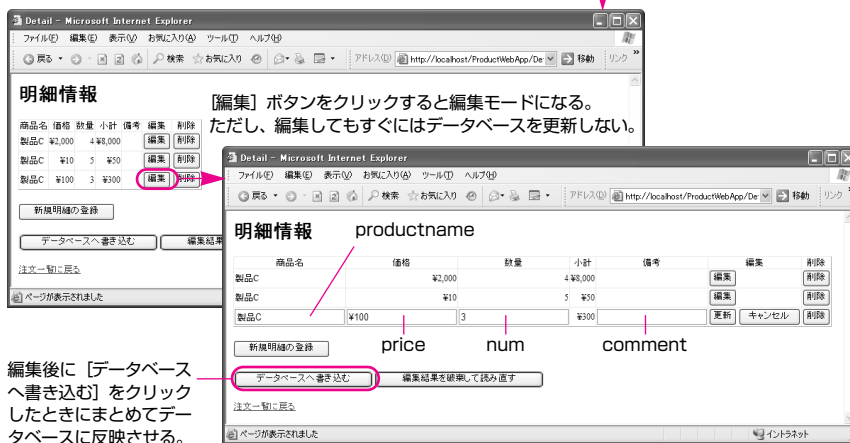 Detail - Microsoft Internet Explorer
ファイル(F) 編集(E) 表示(V) お気に入り(A) ツール(T) ヘルプ(H)
戻る 検索 お気に入り アドレス(D) http://localhost/ProductWebApp/De 移動 リンク »
明細情報
商品名 価格 数量 小計 備考 編集 削除
製品C ¥2,000 4 ¥8,000 編集 削除
製品C ¥10 5 ¥50 編集 削除
製品C ¥100 3 ¥300 編集 削除
新規明細の登録
データベースへ書き込む 編集結果
注文一覧に戻る
ページが表示されました
[編集] ボタンをクリックすると編集モードになる。
ただし、編集してもすぐにはデータベースを更新しない。
Detail - Microsoft Internet Explorer
ファイル(F) 編集(E) 表示(V) お気に入り(A) ツール(T) ヘルプ(H)
戻る 検索 お気に入り アドレス(D) http://localhost/ProductWebApp/De 移動 リンク »
明細情報
productname
商品名 価格 数量 小計 備考 編集 削除
製品C ¥2,000 4 ¥8,000 編集 削除
製品C ¥10 5 ¥50 編集 削除
製品C ¥100 3 ¥300 更新 キャンセル 削除
price num comment
新規明細の登録
データベースへ書き込む 編集結果を破棄して読み直す
注文一覧に戻る
ページが表示されました イントラネット
編集後に [データベース
へ書き込む] をクリック
したときにまとめてデー
タベースに反映させる。